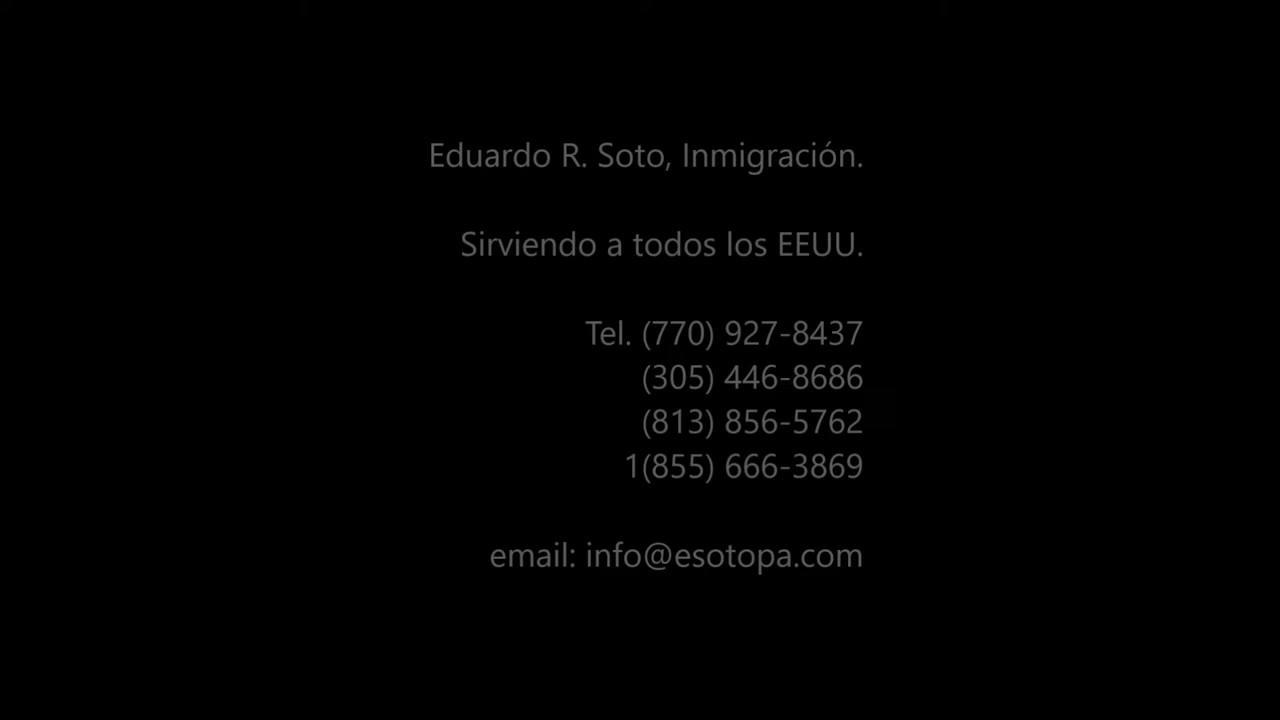 Eduardo R. Soto, Inmigración.
Sirviendo a todos los EEUU.
Tel. (770) 927-8437
(305) 446-8686
(813) 856-5762
1(855) 666-3869
email: info@esotopa.com